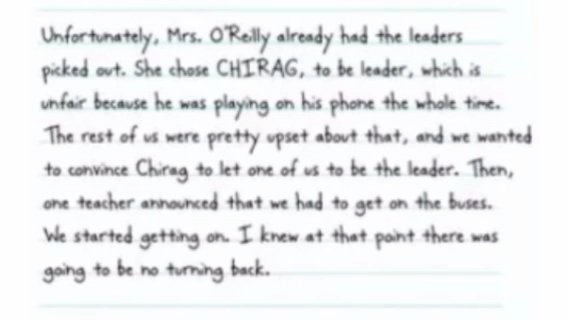 Unfortunately, Mrs. O'Reilly already had the leaders
picked out. She chose CHIRAG, to be leader, which is
unfair because he was playing on his phone the whole time.
The rest of us were pretty upset about that, and we wanted
to convince Chirag to let one of us to be the leader. Then,
one teacher announced that we had to get on the buses.
We started getting on. I knew at that point there was
going to be no turning back.